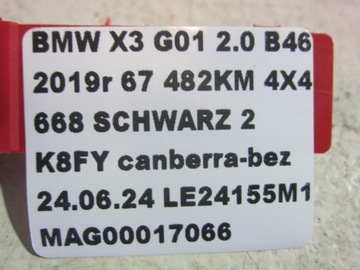 BMW X3 G01 2.0 B46
2019r 67 482KM 4X4
668 SCHWARZ 2
K8FY canberra-bez
24.06.24 LE24155M1
MAG00017066